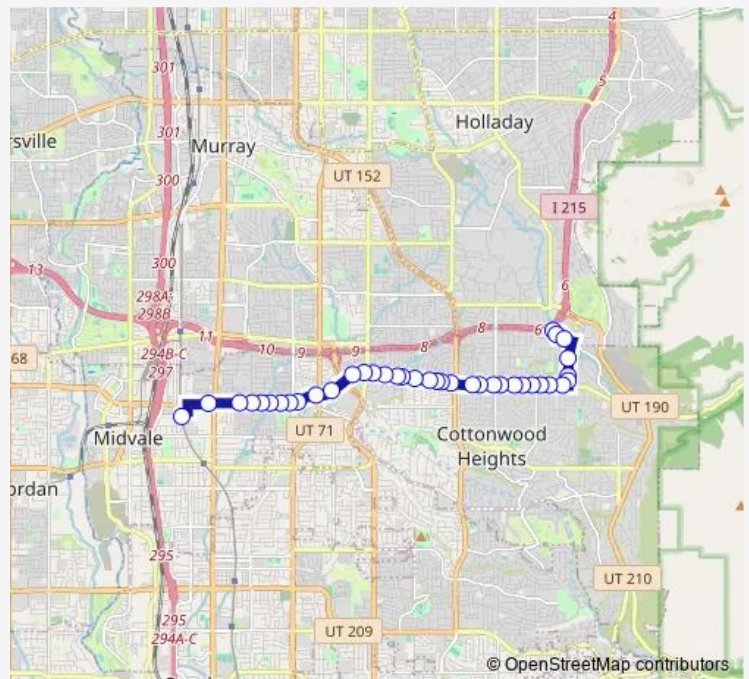 4
301
5
301
Holladay
rsville
Murray
UT 152
300
I 215
300
13
6
298A-
298B
11
8
6
10
9
9
8
294B-C
68
297
UT 190
UT 71
Midvale
Cottonwood
Heights
ordan
295
UT 210
295
UT 209
294A-C
© OpenStreetMap contributors